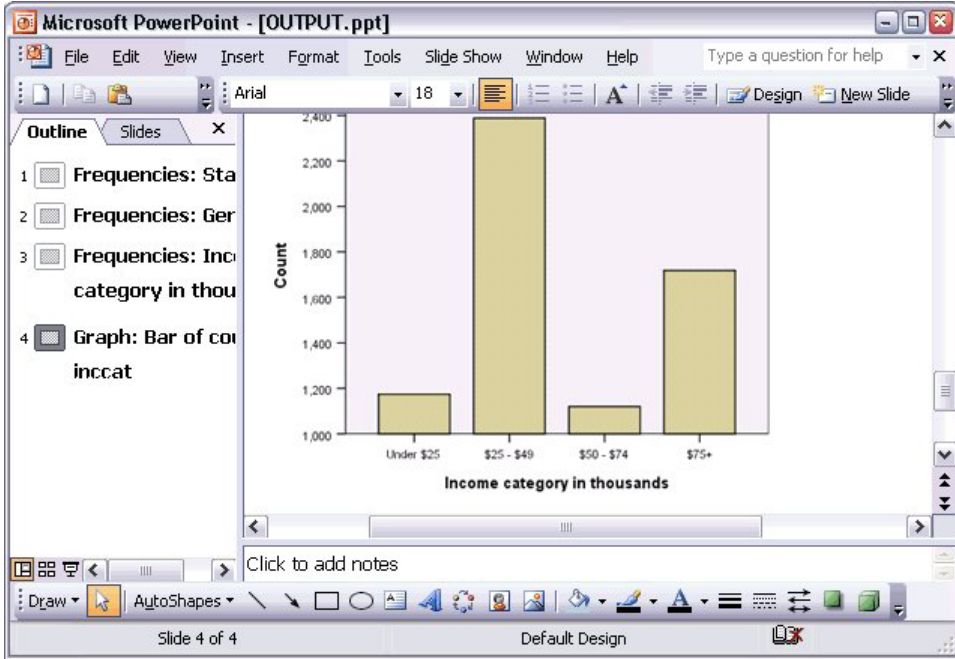 Microsoft PowerPoint - [OUTPUT.ppt]
File Edit View Insert Format Tools Slide Show Window Help Type a question for help
Arial 18 A Design New Slide
Outline Slides
1 Frequencies: Sta
2 Frequencies: Ger
3 Frequencies: Inc
category in thou
4 Graph: Bar of cou
inccat
2,400
2,200
2,000
1,800
1,600
1,400
1,200
1,000
Count
Under $25 $25 - $49 $50 - $74 $75+
Income category in thousands
Click to add notes
Draw AutoShapes A
Slide 4 of 4 Default Design